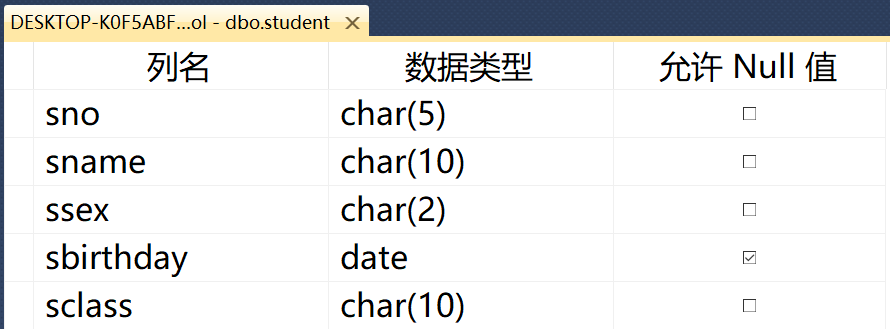 DESKTOP-K0F5ABF...ol - dbo.student
列名 数据类型 允许 Null 值
sno char(5)
sname char(10)
ssex char(2)
sbirthday date
sclass char(10)